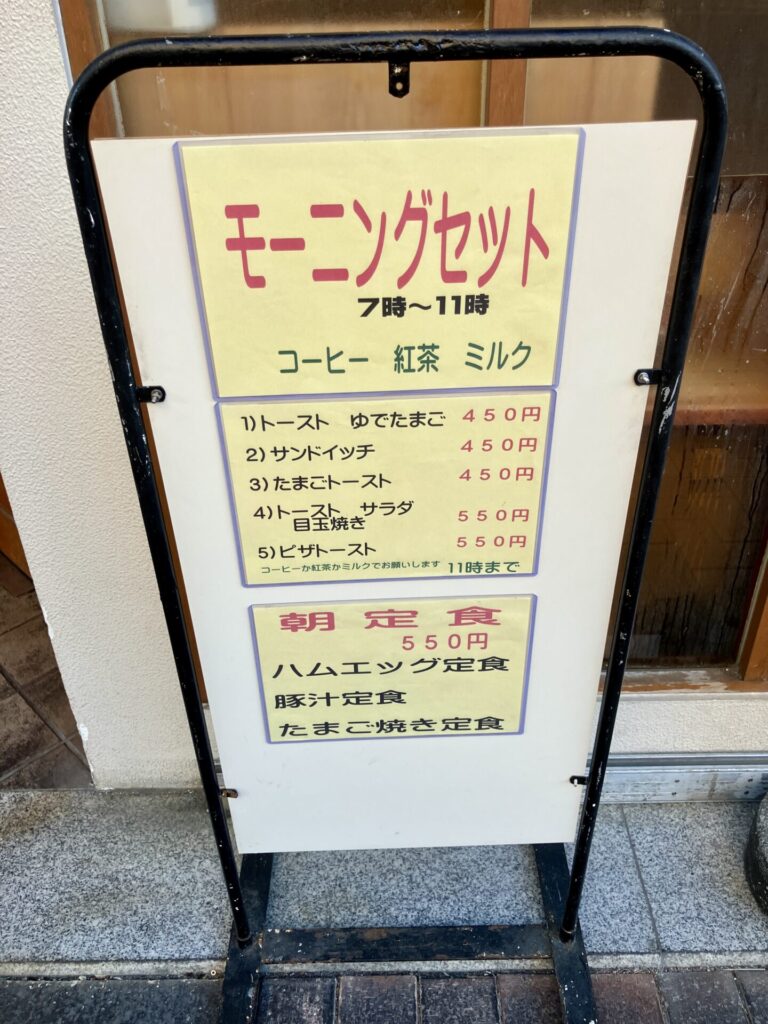 モーニングセット
7時～11時
コーヒー 紅茶 ミルク
1)トースト ゆでたまご 450円
2)サンドイッチ 450円
3)たまごトースト 450円
4)トースト サラダ
目玉焼き 550円
5)ピザトースト 550円
コーヒーか紅茶かミルクでお願いします 11時まで
朝定食
550円
ハムエッグ定食
豚汁定食
たまご焼き定食